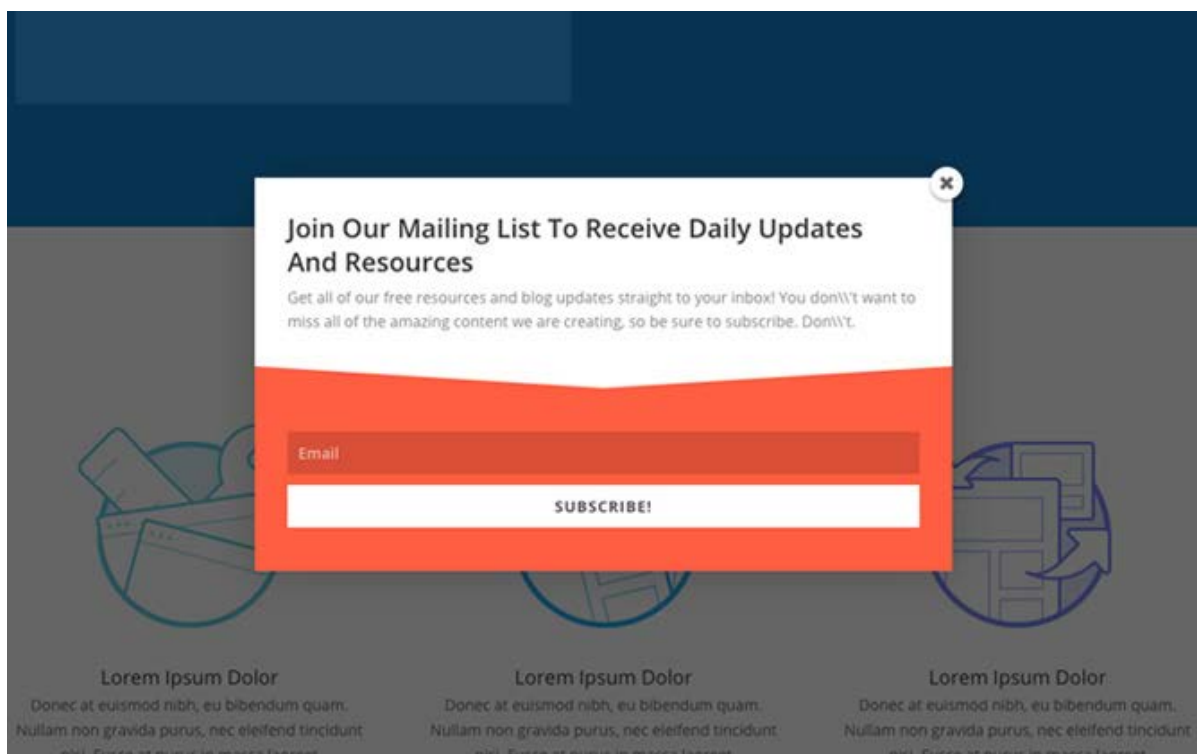 Join Our Mailing List To Receive Daily Updates
And Resources
Get all of our free resources and blog updates straight to your inbox! You don\\'t want to
miss all of the amazing content we are creating, so be sure to subscribe. Don\\'t.
Email
SUBSCRIBE!
Lorem Ipsum Dolor
Donec at euismod nibh, eu bibendum quam.
Nullam non gravida purus, nec eleifend tincidunt
Lorem Ipsum Dolor
Donec at euismod nibh, eu bibendum quam.
Nullam non gravida purus, nec eleifend tincidunt
Lorem Ipsum Dolor
Donec at euismod nibh, eu bibendum quam.
Nullam non gravida purus, nec eleifend tincidunt